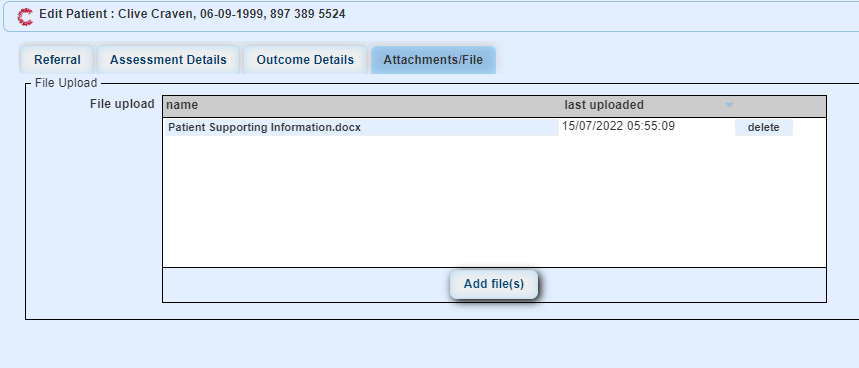 Edit Patient : Clive Craven, 06-09-1999, 897 389 5524
Referral Assessment Details Outcome Details Attachments/File
File Upload
File upload name last uploaded
Patient Supporting Information.docx 15/07/2022 05:55:09 delete
Add file(s)